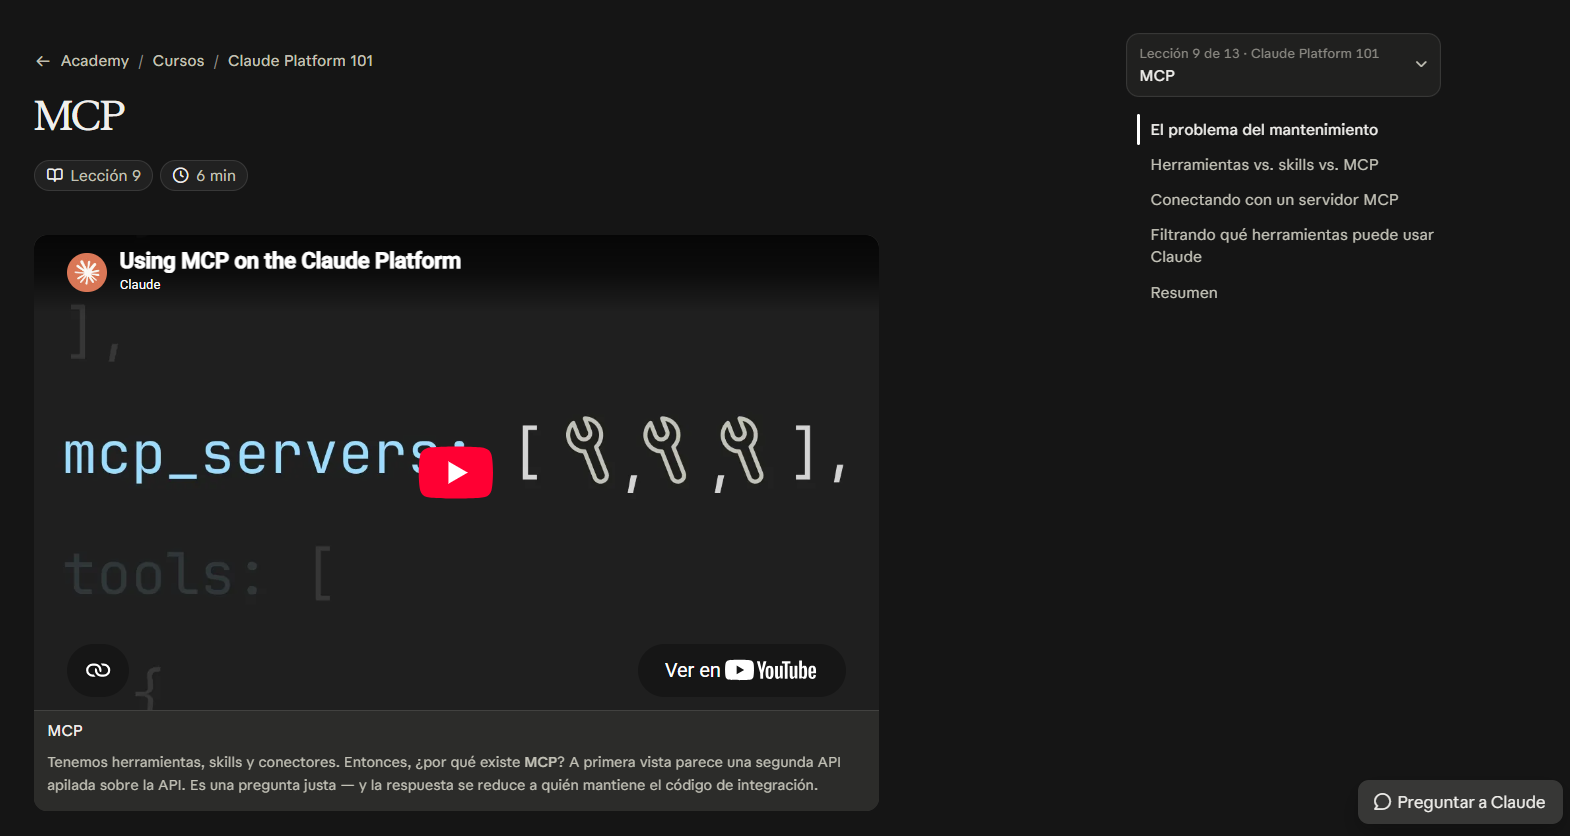 ← Academy / Cursos / Claude Platform 101
MCP
Lección 9
6 min
Using MCP on the Claude Platform
Claude
],
mcp_servers: [ , , ],
tools: [
{
Ver en YouTube
MCP
Tenemos herramientas, skills y conectores. Entonces, ¿por qué existe MCP? A primera vista parece una segunda API
apilada sobre la API. Es una pregunta justa — y la respuesta se reduce a quién mantiene el código de integración.
Lección 9 de 13 · Claude Platform 101
MCP
El problema del mantenimiento
Herramientas vs. skills vs. MCP
Conectando con un servidor MCP
Filtrando qué herramientas puede usar
Claude
Resumen
Preguntar a Claude